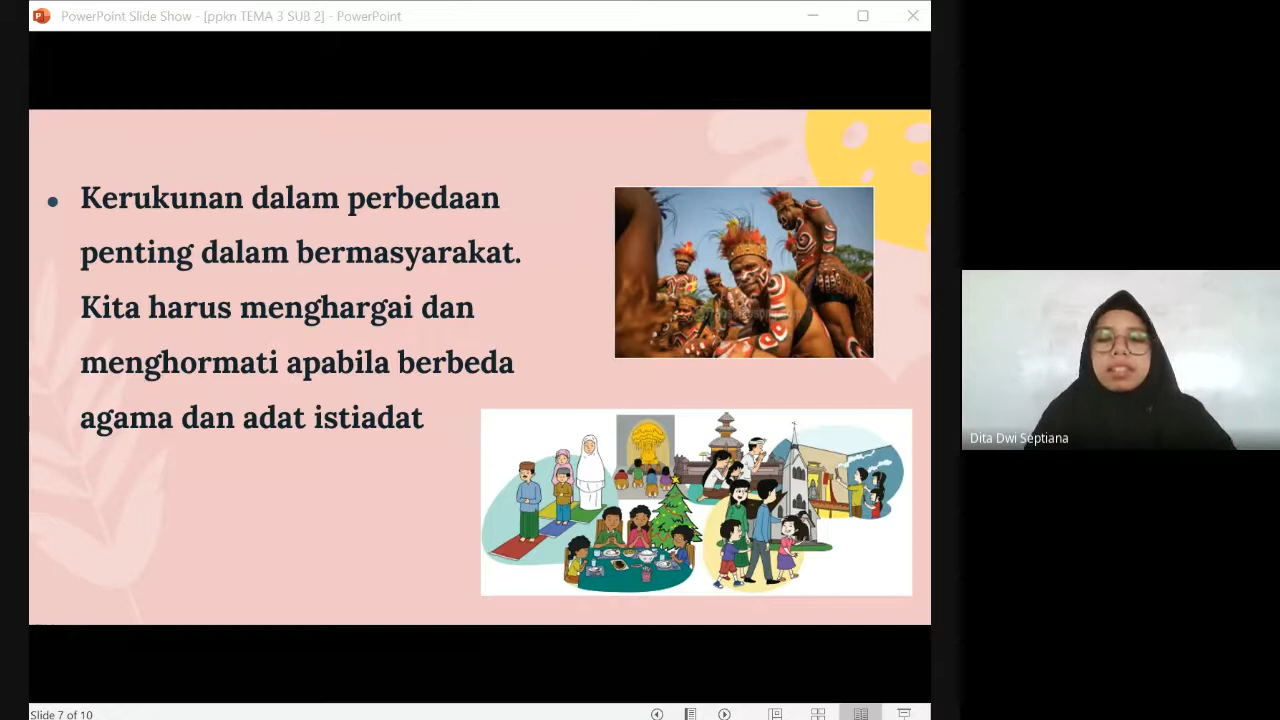 PowerPoint Slide Show - [ppkn TEMA 3 SUB 2] - PowerPoint
Kerukunan dalam perbedaan
penting dalam bermasyarakat.
Kita harus menghargai dan
menghormati apabila berbeda
agama dan adat istiadat
Dita Dwi Septiana
Slide 7 of 10